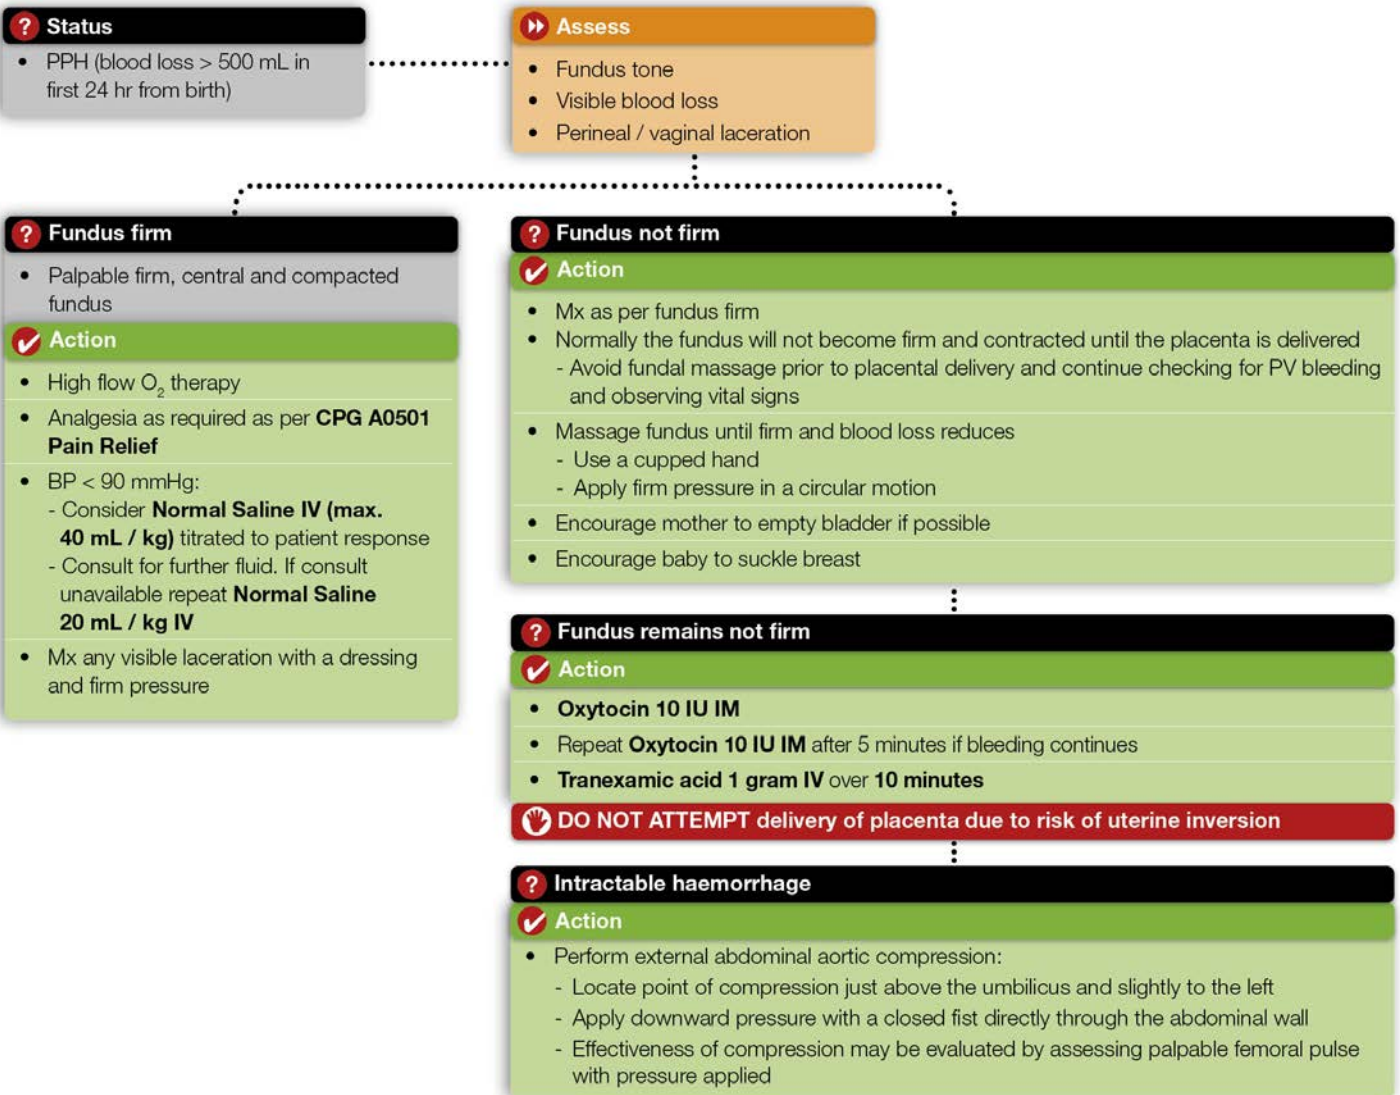 Status
• PPH (blood loss > 500 mL in
first 24 hr from birth)
Assess
• Fundus tone
• Visible blood loss
• Perineal / vaginal laceration
Fundus firm
• Palpable firm, central and compacted
fundus
Action
• High flow O₂ therapy
• Analgesia as required as per CPG A0501
Pain Relief
• BP < 90 mmHg:
- Consider Normal Saline IV (max.
40 mL / kg) titrated to patient response
- Consult for further fluid. If consult
unavailable repeat Normal Saline
20 mL / kg IV
• Mx any visible laceration with a dressing
and firm pressure
Fundus not firm
Action
• Mx as per fundus firm
• Normally the fundus will not become firm and contracted until the placenta is delivered
- Avoid fundal massage prior to placental delivery and continue checking for PV bleeding
and observing vital signs
• Massage fundus until firm and blood loss reduces
- Use a cupped hand
- Apply firm pressure in a circular motion
• Encourage mother to empty bladder if possible
• Encourage baby to suckle breast
Fundus remains not firm
Action
• Oxytocin 10 IU IM
• Repeat Oxytocin 10 IU IM after 5 minutes if bleeding continues
• Tranexamic acid 1 gram IV over 10 minutes
DO NOT ATTEMPT delivery of placenta due to risk of uterine inversion
Intractable haemorrhage
Action
• Perform external abdominal aortic compression:
- Locate point of compression just above the umbilicus and slightly to the left
- Apply downward pressure with a closed fist directly through the abdominal wall
- Effectiveness of compression may be evaluated by assessing palpable femoral pulse
with pressure applied